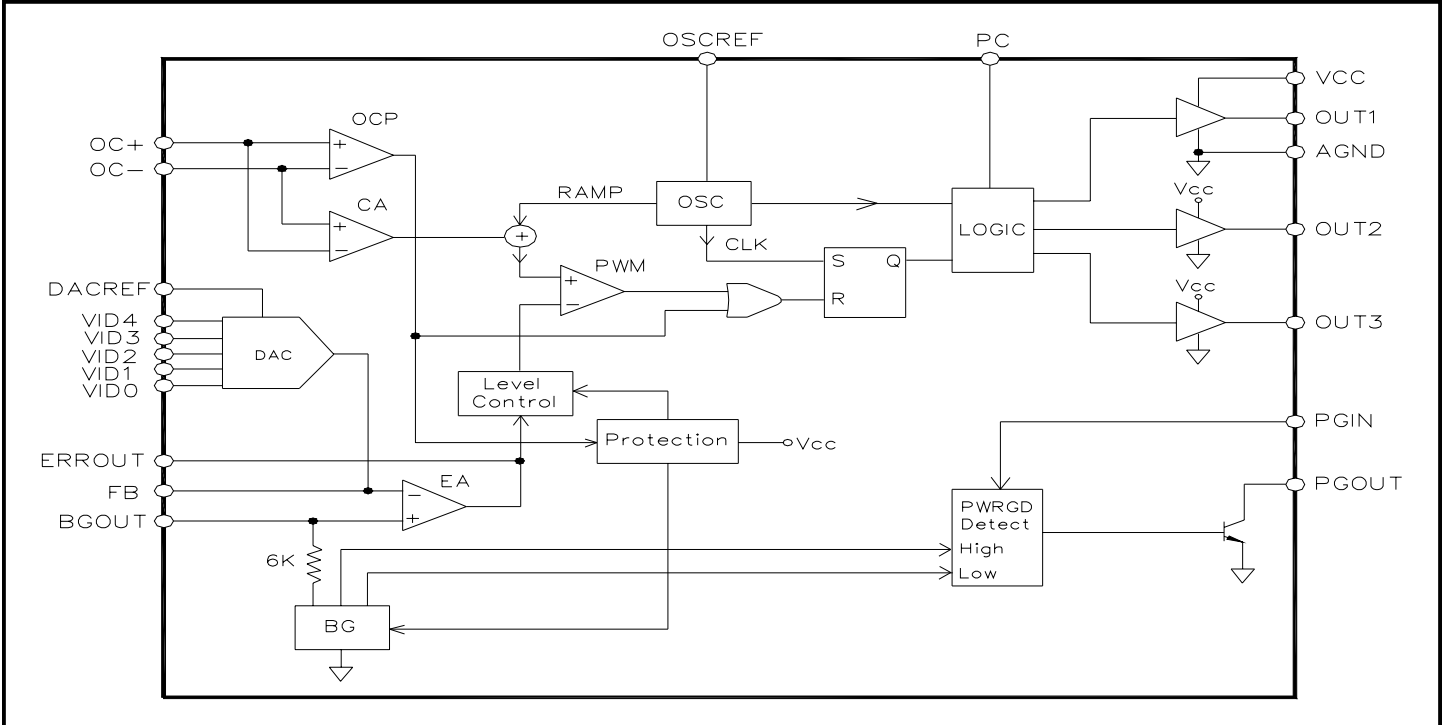 OSCREF
PC
VCC
OCP
OUT1
OC+
+
AGND
OC-
-
CA
RAMP
OSC
Vcc
+
+
LOGIC
OUT2
-
CLK
PWM
S
Q
DACREF
+
Vcc
-
R
VID4
OUT3
VID3
VID2
DAC
VID1
VID0
Level
Control
PGIN
Protection
Vcc
ERROUT
EA
PGOUT
FB
-
PWRGD
BGOUT
+
Detect
6K
High
Low
BG